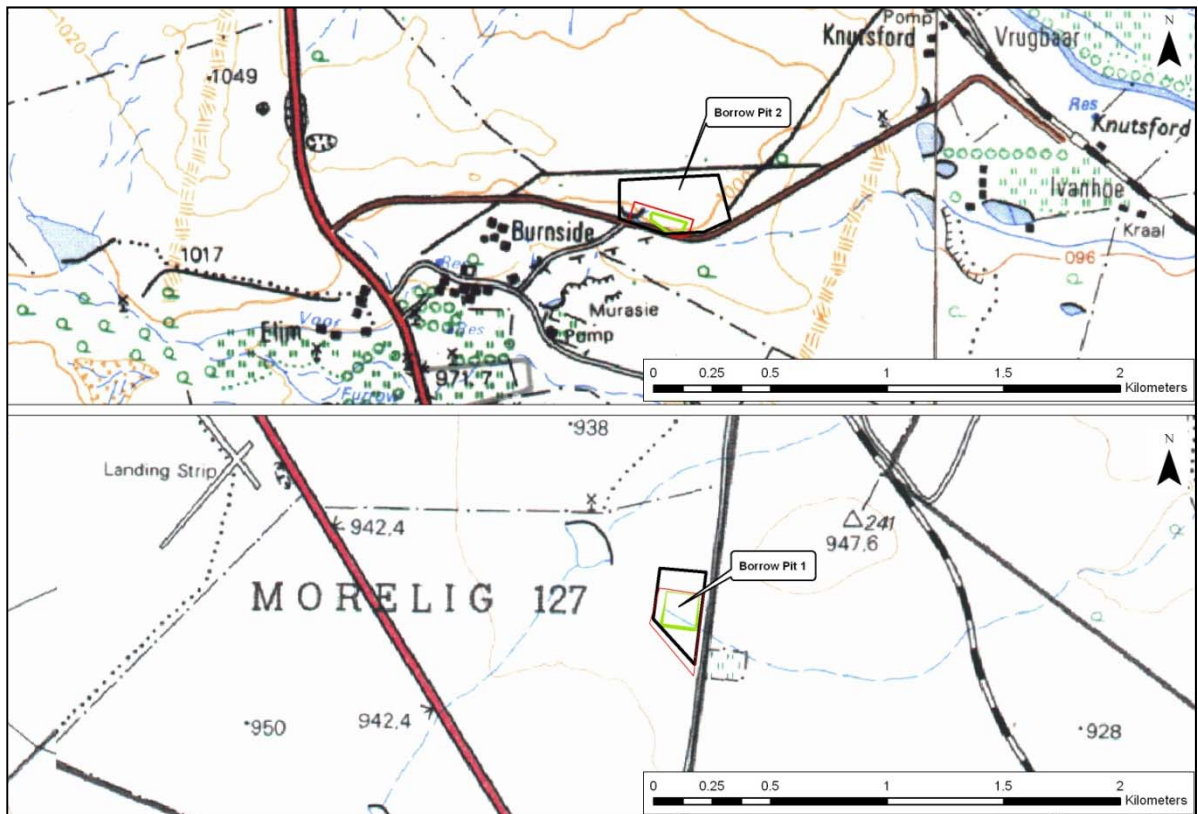 1020
1049
Pomp
Knutsford
Vrugbaar
N
Borrow Pit 2
Res
Knutsford
Ivanhoe
Kraal
096
Burnside
1017
Murasie
Elim
Pomp
Res
971,7
Furrow
0 0.25 0.5 1 1.5 2
Kilometers
938
N
Landing Strip
942,4
241
947,6
Borrow Pit 1
MORELIG 127
942,4
950
928
0 0.25 0.5 1 1.5 2
Kilometers